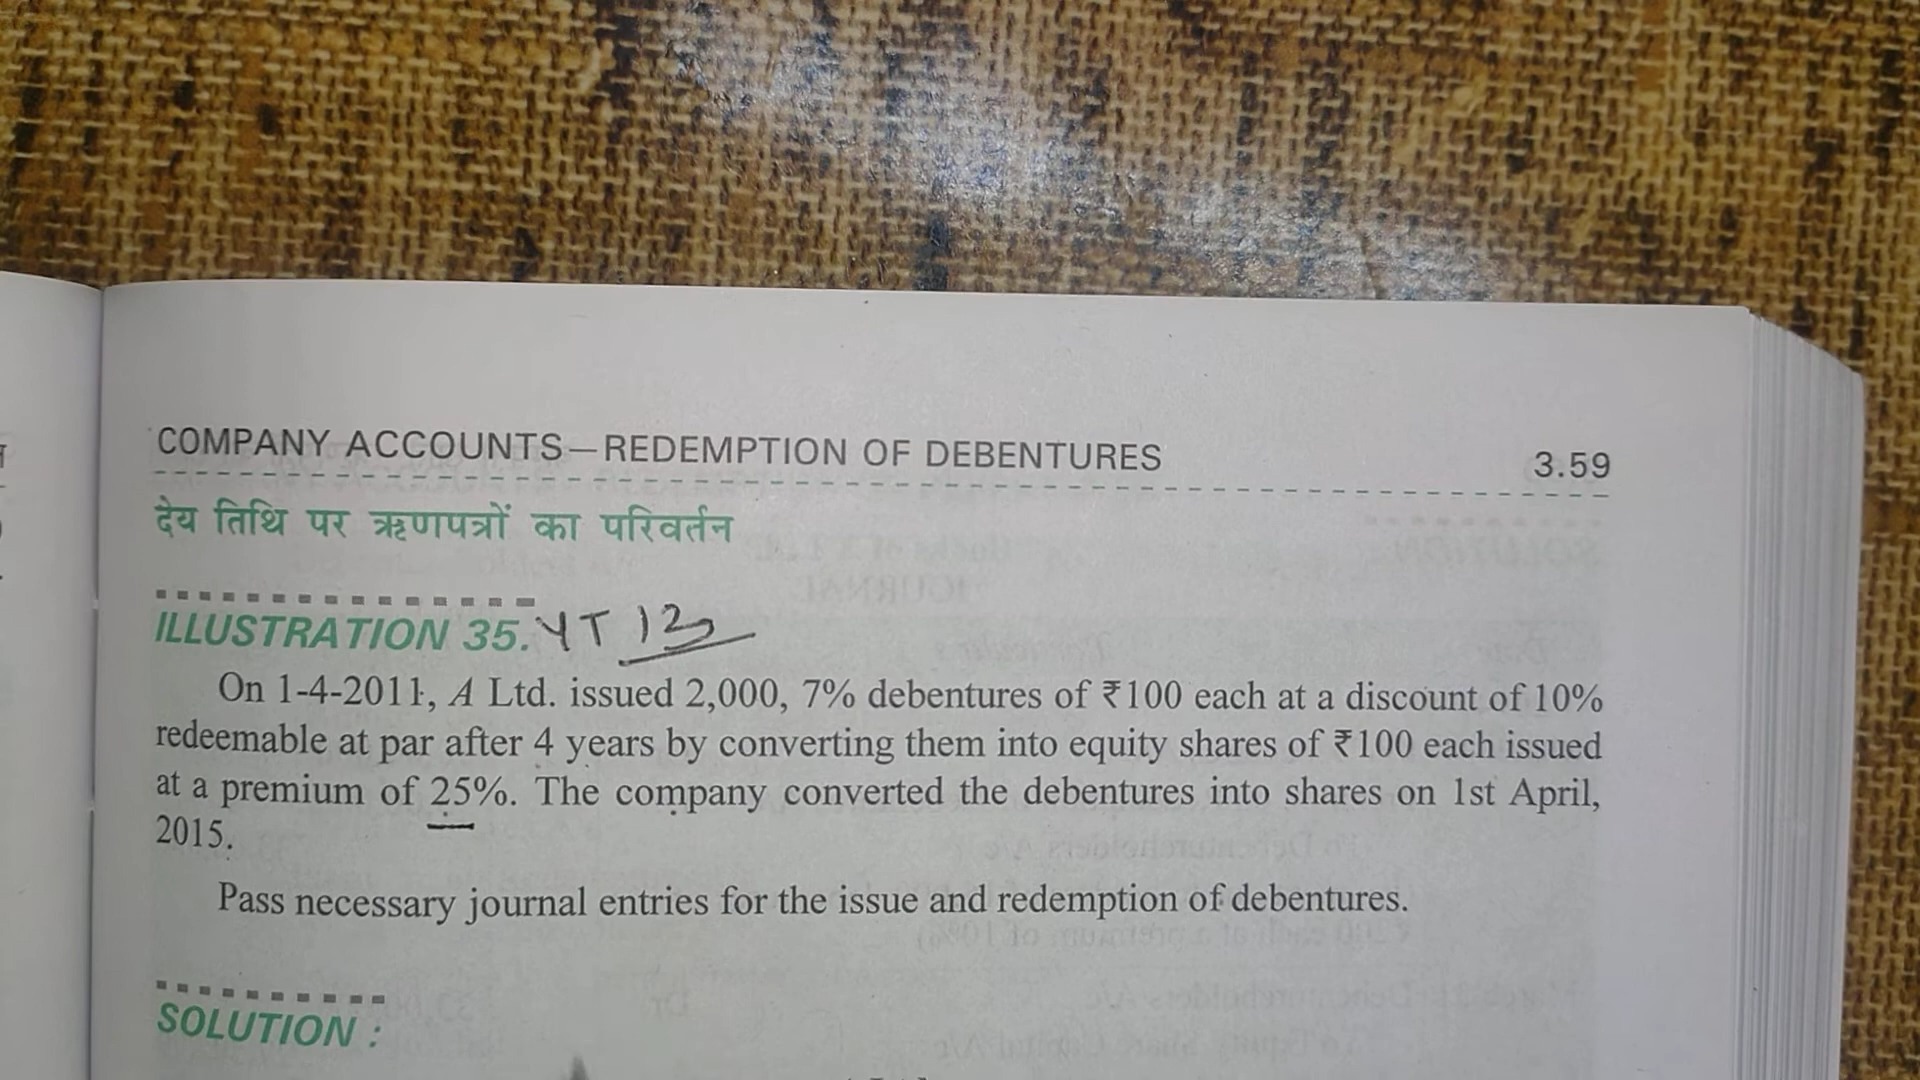 COMPANY ACCOUNTS—REDEMPTION OF DEBENTURES 3.59
देय तिथि पर ऋणपत्रों का परिवर्तन
ILLUSTRATION 35. YT 13
On 1-4-2011, A Ltd. issued 2,000, 7% debentures of ₹100 each at a discount of 10%
redeemable at par after 4 years by converting them into equity shares of ₹100 each issued
at a premium of 25%. The company converted the debentures into shares on 1st April,
2015.
Pass necessary journal entries for the issue and redemption of debentures.
SOLUTION :